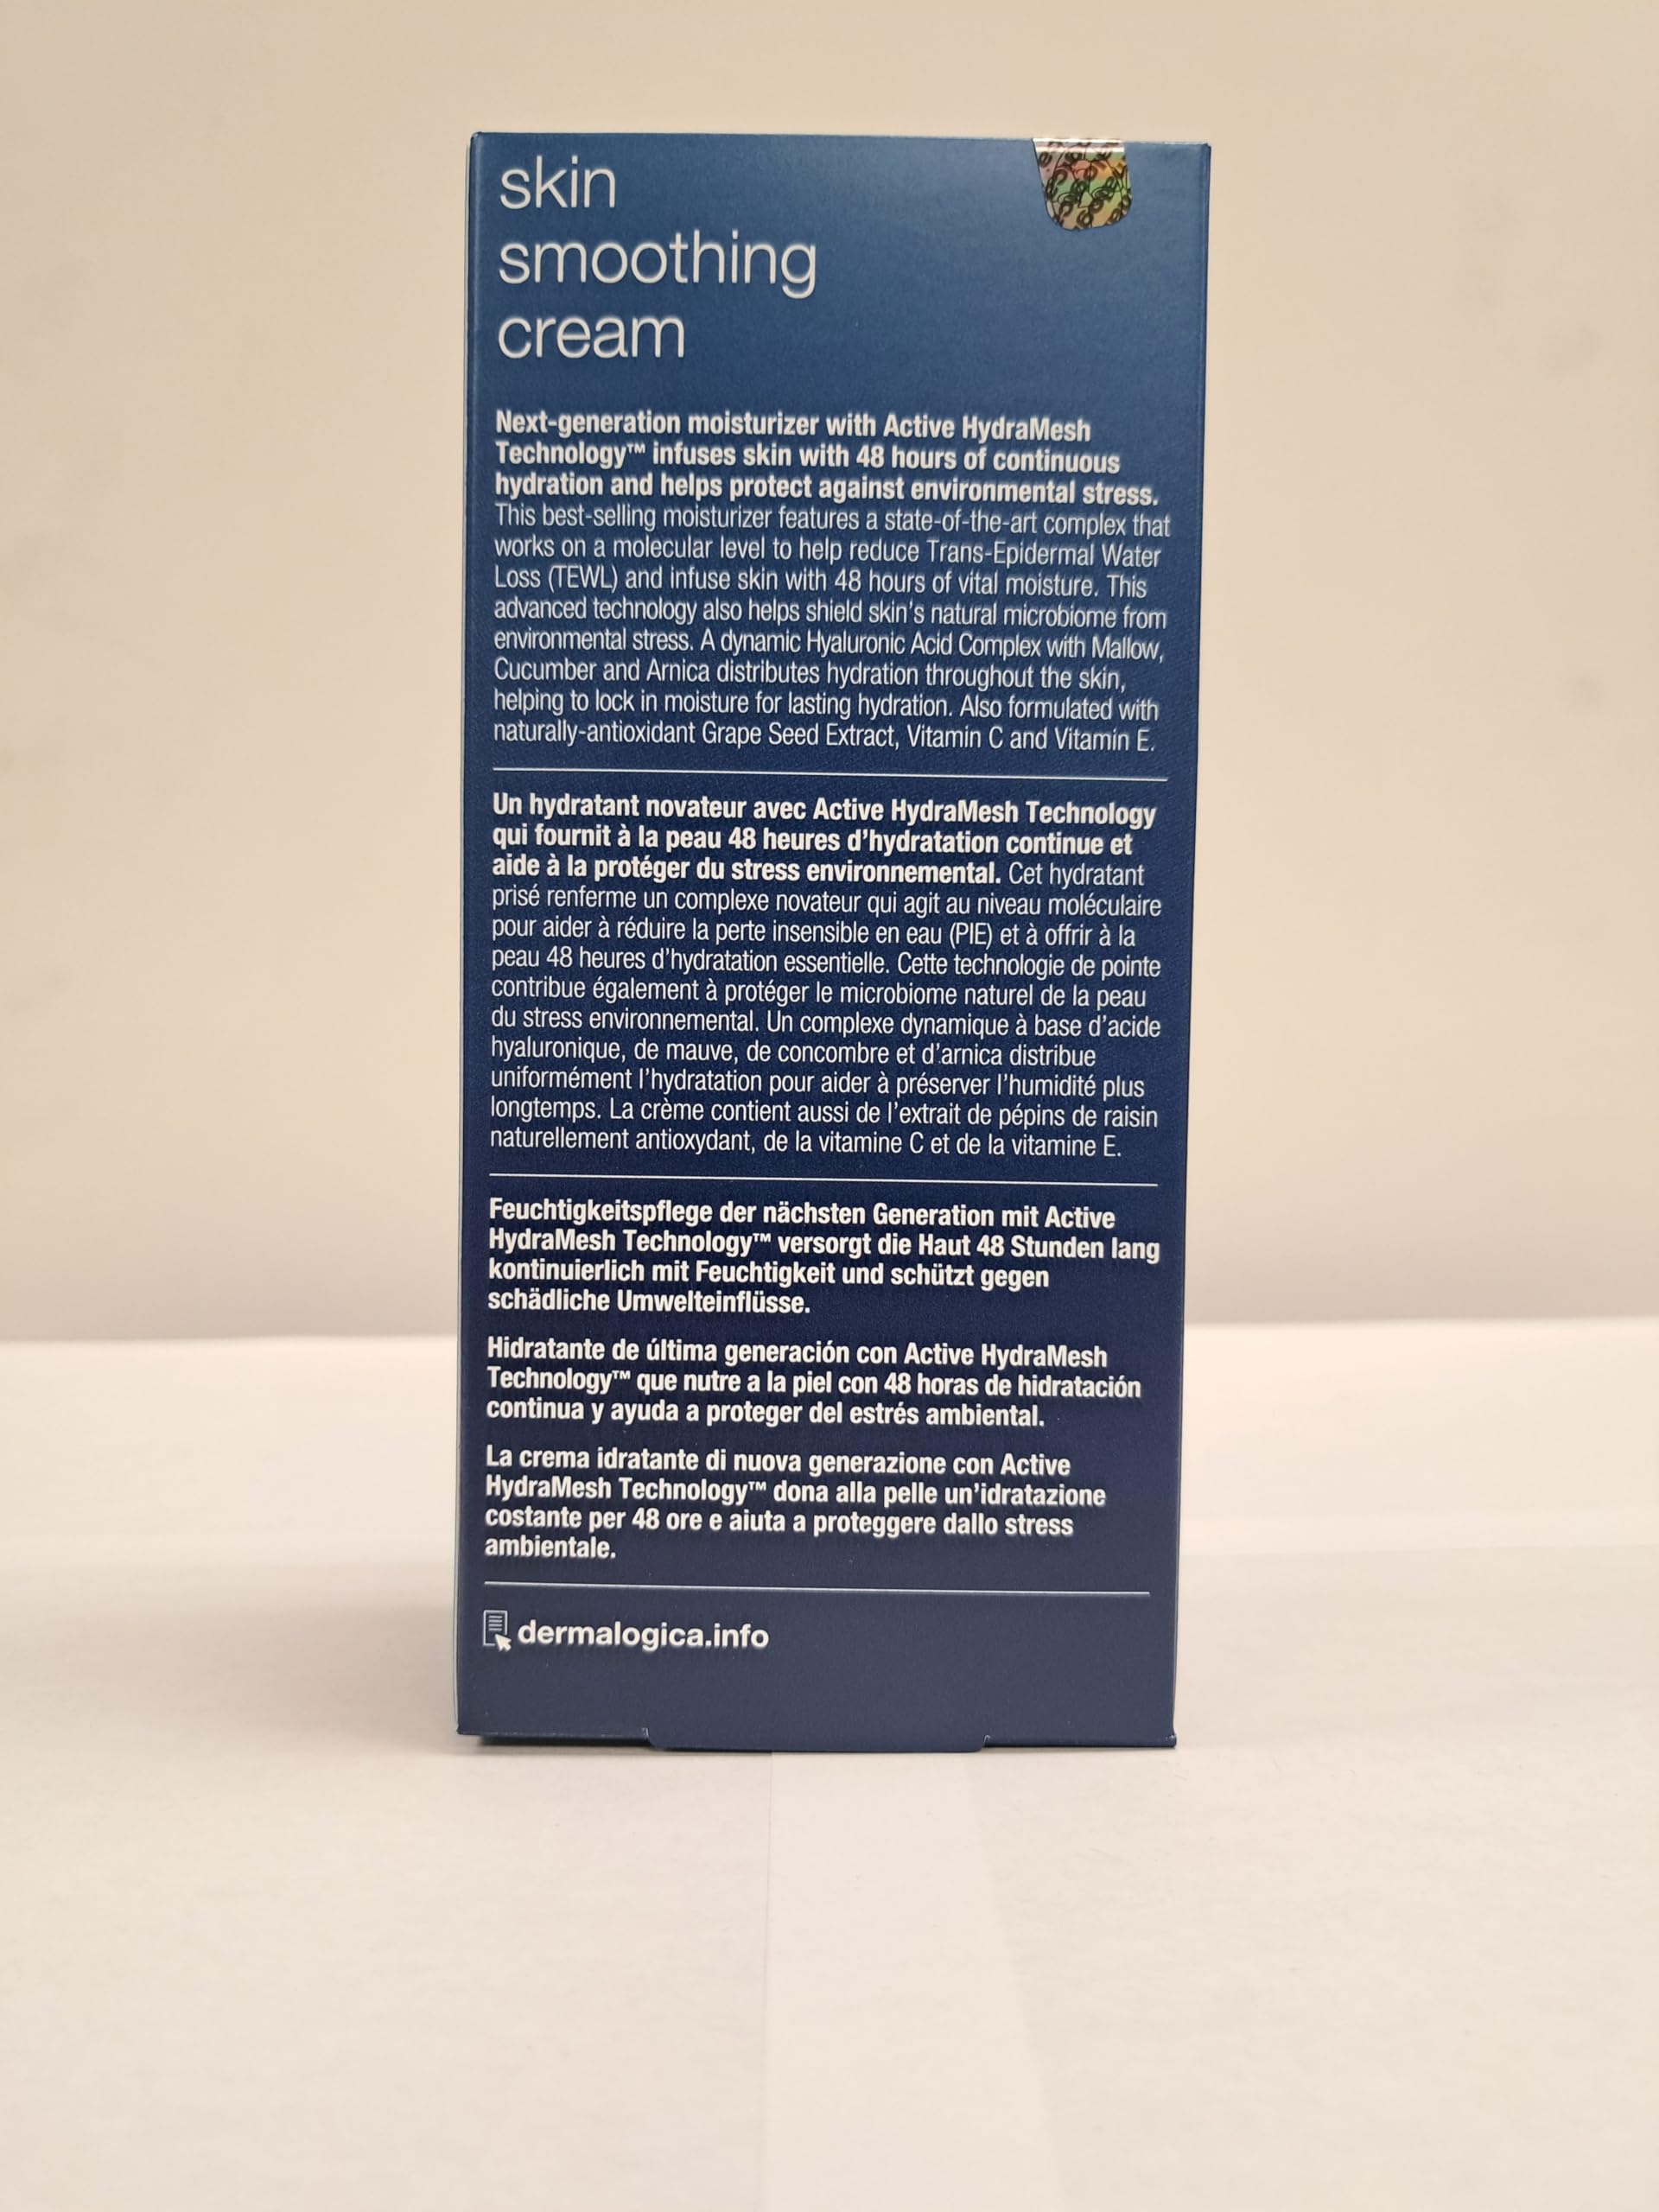 skin
smoothing
cream
Next-generation moisturizer with Active HydraMesh
Technology™ infuses skin with 48 hours of continuous
hydration and helps protect against environmental stress.
This best-selling moisturizer features a state-of-the-art complex that
works on a molecular level to help reduce Trans-Epidermal Water
Loss (TEWL) and infuse skin with 48 hours of vital moisture. This
advanced technology also helps shield skin's natural microbiome from
environmental stress. A dynamic Hyaluronic Acid Complex with Mallow,
Cucumber and Arnica distributes hydration throughout the skin,
helping to lock in moisture for lasting hydration. Also formulated with
naturally-antioxidant Grape Seed Extract, Vitamin C and Vitamin E.
Un hydratant novateur avec Active HydraMesh Technology
qui fournit à la peau 48 heures d'hydratation continue et
aide à la protéger du stress environnemental. Cet hydratant
prisé renferme un complexe novateur qui agit au niveau moléculaire
pour aider à réduire la perte insensible en eau (PIE) et à offrir à la
peau 48 heures d'hydratation essentielle. Cette technologie de pointe
contribue également à protéger le microbiome naturel de la peau
du stress environnemental. Un complexe dynamique à base d'acide
hyaluronique, de mauve, de concombre et d'arnica distribue
uniformément l'hydratation pour aider à préserver l'humidité plus
longtemps. La crème contient aussi de l'extrait de pépins de raisin
naturellement antioxydant, de la vitamine C et de la vitamine E.
Feuchtigkeitspflege der nächsten Generation mit Active
HydraMesh Technology™ versorgt die Haut 48 Stunden lang
kontinuierlich mit Feuchtigkeit und schützt gegen
schädliche Umwelteinflüsse.
Hidratante de última generación con Active HydraMesh
Technology™ que nutre a la piel con 48 horas de hidratación
continua y ayuda a proteger del estrés ambiental.
La crema idratante di nuova generazione con Active
HydraMesh Technology™ dona alla pelle un'idratazione
costante per 48 ore e aiuta a proteggere dallo stress
ambientale.
dermalogica.info